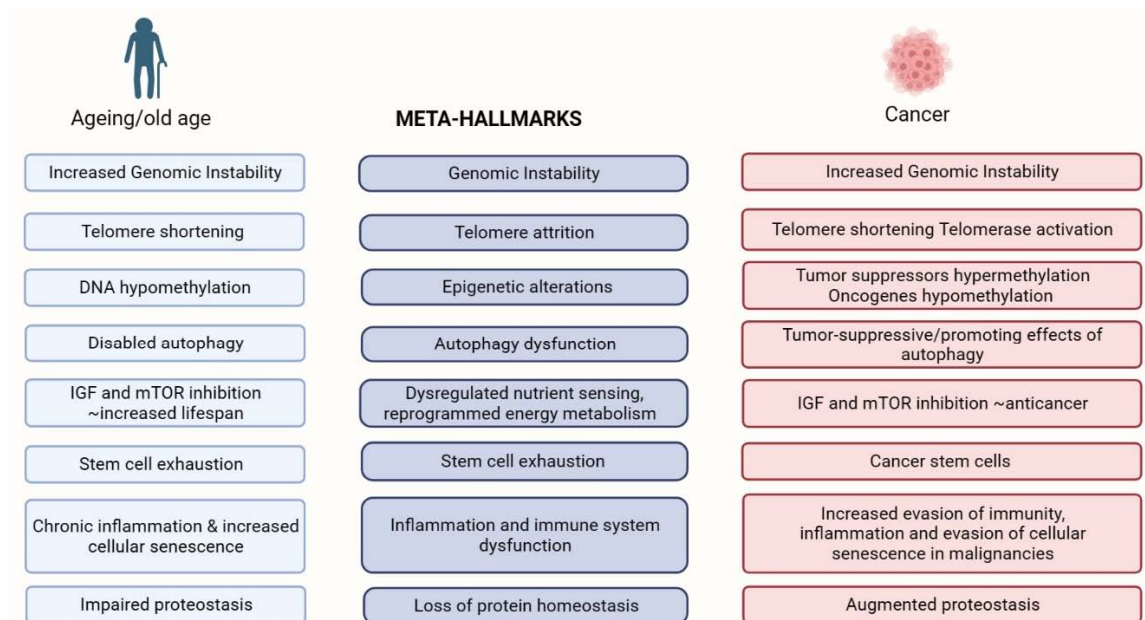 Ageing/old age
META-HALLMARKS
Cancer
Increased Genomic Instability
Genomic Instability
Increased Genomic Instability
Telomere shortening
Telomere attrition
Telomere shortening Telomerase activation
DNA hypomethylation
Epigenetic alterations
Tumor suppressors hypermethylation
Oncogenes hypomethylation
Disabled autophagy
Autophagy dysfunction
Tumor-suppressive/promoting effects of
autophagy
IGF and mTOR inhibition
~increased lifespan
Dysregulated nutrient sensing,
reprogrammed energy metabolism
IGF and mTOR inhibition ~anticancer
Stem cell exhaustion
Stem cell exhaustion
Cancer stem cells
Chronic inflammation & increased
cellular senescence
Inflammation and immune system
dysfunction
Increased evasion of immunity,
inflammation and evasion of cellular
senescence in malignancies
Impaired proteostasis
Loss of protein homeostasis
Augmented proteostasis